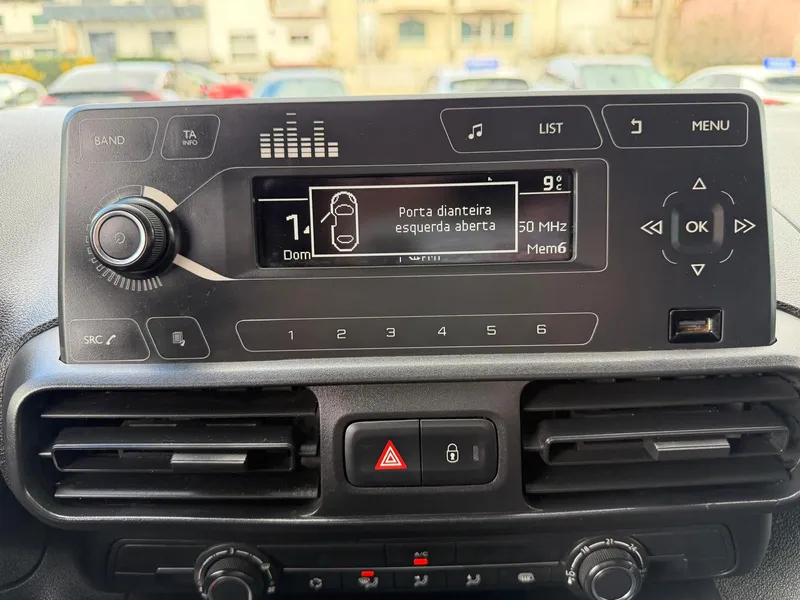 BAND
TA
INFO
LIST
MENU
9°C
Porta dianteira
esquerda aberta
50 MHz
Dom
Mem6
OK
SRC
1 2 3 4 5 6
A/C